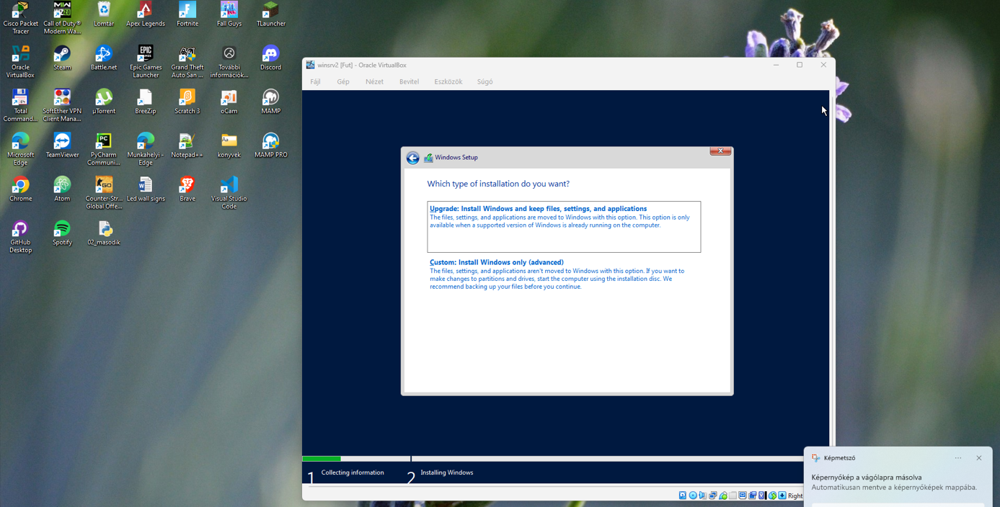 Cisco Packet
Tracer
Call of Duty®
Modern Wa...
Lomtar
Apex Legends
Fortnite
Fall Guys
TLauncher
Oracle
VirtualBox
Steam
Battle.net
Epic Games
Launcher
Grand Theft
Auto San ...
További
információk...
Discord
Total
Command...
SoftEther VPN
Client Mana...
µTorrent
BreeZip
Scratch 3
oCam
MAMP
Microsoft
Edge
TeamViewer
PyCharm
Communi...
Munkahelyi -
Edge
Notepad++
konyvek
MAMP PRO
Chrome
Atom
Counter-Str...
Global Offe...
Led wall signs
Brave
Visual Studio
Code
GitHub
Desktop
Spotify
02_masodik
winsrv2 [Fut] - Oracle VirtualBox
Fájl Gép Nézet Bevitel Eszközök Súgó
Windows Setup
Which type of installation do you want?
Upgrade: Install Windows and keep files, settings, and applications
The files, settings, and applications are moved to Windows with this option. This option is only
available when a supported version of Windows is already running on the computer.
Custom: Install Windows only (advanced)
The files, settings, and applications aren't moved to Windows with this option. If you want to
make changes to partitions and drives, start the computer using the installation disc. We
recommend backing up your files before you continue.
1 Collecting information 2 Installing Windows
Right
Képmetsző
Képernyőkép a vágólapra másolva
Automatikusan mentve a képernyőképek mappába.